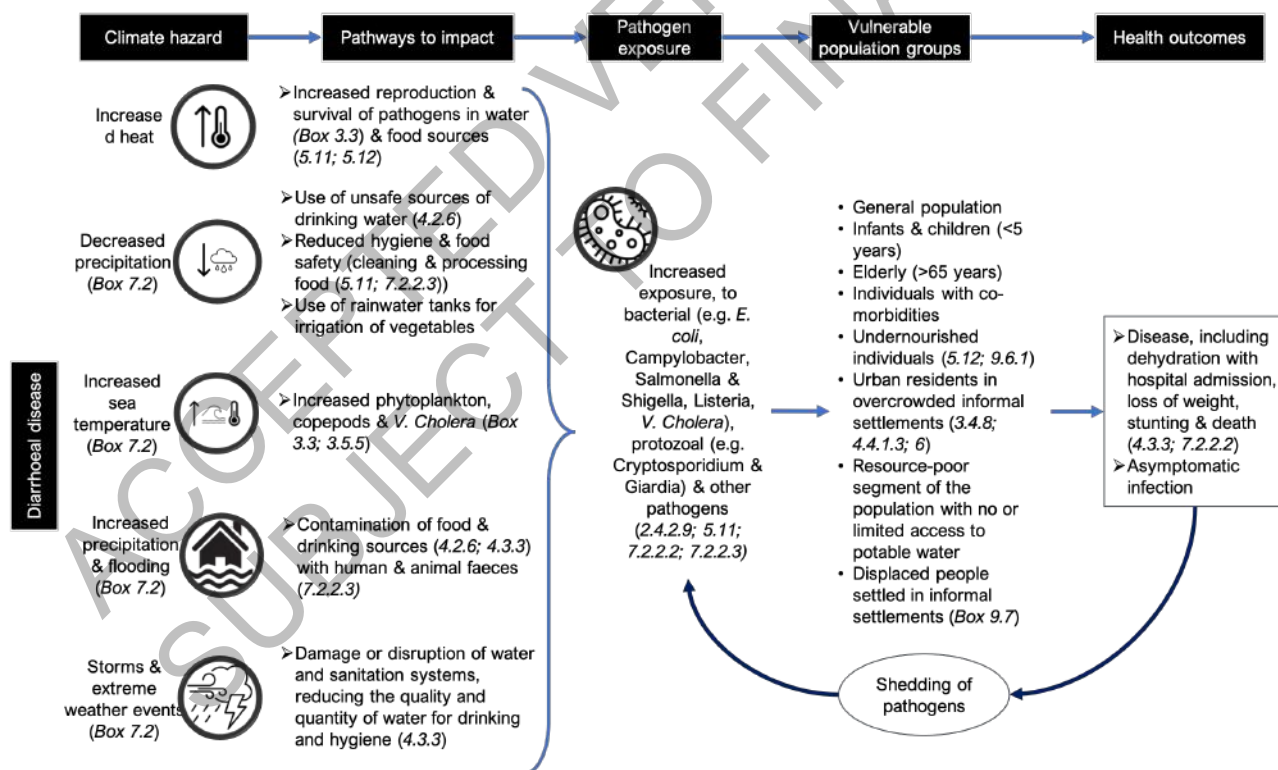 Climate hazard
Pathways to impact
Pathogen
exposure
Vulnerable
population groups
Health outcomes
Diarrhoeal disease
Increase
d heat
➤Increased reproduction &
survival of pathogens in water
(Box 3.3) & food sources
(5.11; 5.12)
Decreased
precipitation
(Box 7.2)
➤Use of unsafe sources of
drinking water (4.2.6)
➤Reduced hygiene & food
safety (cleaning & processing
food (5.11; 7.2.2.3))
➤Use of rainwater tanks for
irrigation of vegetables
Increased
sea
temperature
(Box 7.2)
➤Increased phytoplankton,
copepods & V. Cholera (Box
3.3; 3.5.5)
Increased
precipitation
& flooding
(Box 7.2)
➤Contamination of food &
drinking sources (4.2.6; 4.3.3)
with human & animal faeces
(7.2.2.3)
Storms &
extreme
weather events
(Box 7.2)
➤Damage or disruption of water
and sanitation systems,
reducing the quality and
quantity of water for drinking
and hygiene (4.3.3)
Increased
exposure, to
bacterial (e.g. E.
coli,
Campylobacter,
Salmonella &
Shigella, Listeria,
V. Cholera),
protozoal (e.g.
Cryptosporidium &
Giardia) & other
pathogens
(2.4.2.9; 5.11;
7.2.2.2; 7.2.2.3)
• General population
• Infants & children (<5
years)
• Elderly (>65 years)
• Individuals with co-
morbidities
• Undernourished
individuals (5.12; 9.6.1)
• Urban residents in
overcrowded informal
settlements (3.4.8;
4.4.1.3; 6)
• Resource-poor
segment of the
population with no or
limited access to
potable water
• Displaced people
settled in informal
settlements (Box 9.7)
➤Disease, including
dehydration with
hospital admission,
loss of weight,
stunting & death
(4.3.3; 7.2.2.2)
➤Asymptomatic
infection
Shedding of
pathogens
ACCEPTED VER
SUBJECT TO FINA